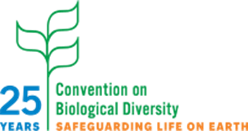 Convention on
25 Biological Diversity
YEARS SAFEGUARDING LIFE ON EARTH